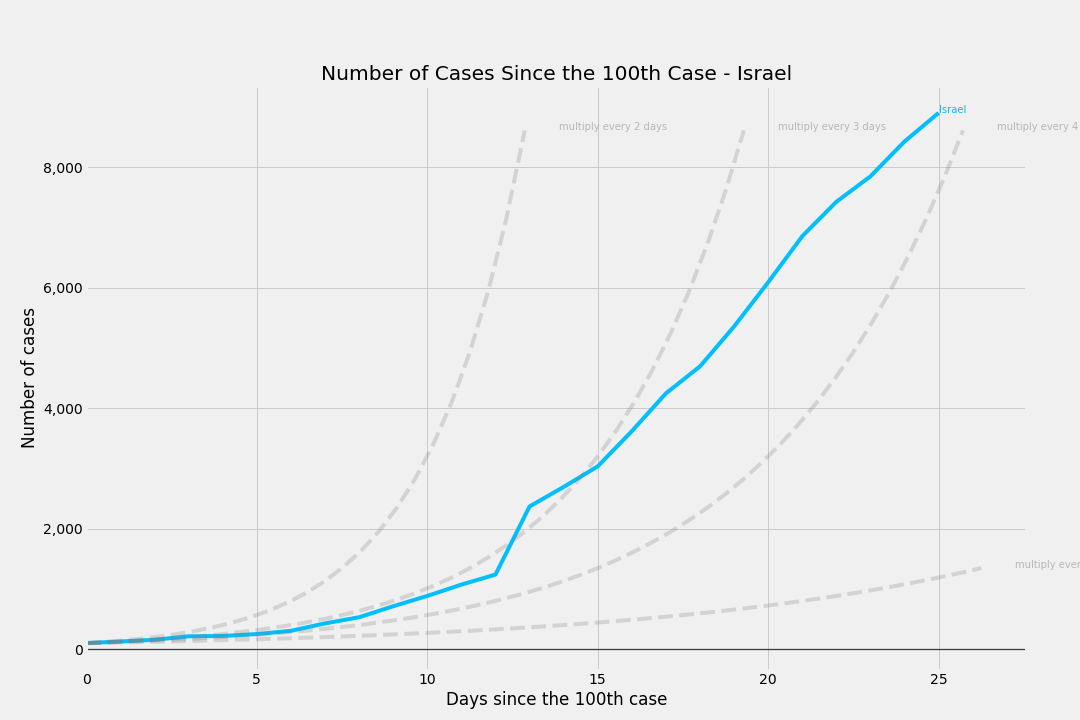 Number of Cases Since the 100th Case - Israel
Israel
multiply every 2 days
multiply every 3 days
multiply every 4
8,000
6,000
4,000
2,000
0
multiply
Number of cases
0
5
10
15
20
25
Days since the 100th case